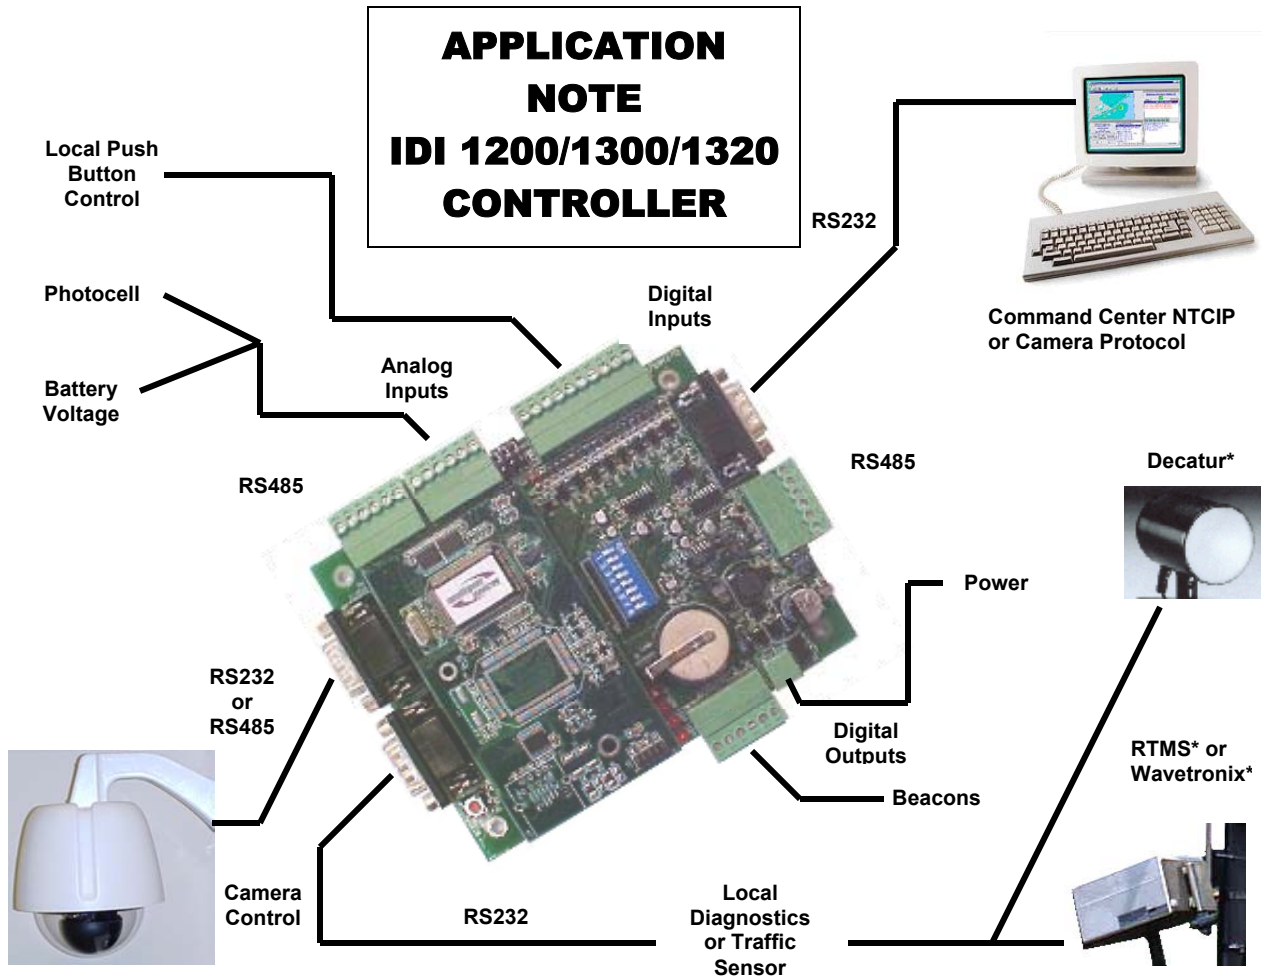 APPLICATION
NOTE
IDI 1200/1300/1320
CONTROLLER
Local Push
Button
Control
RS232
Photocell
Digital
Inputs
Command Center NTCIP
or Camera Protocol
Battery
Voltage
Analog
Inputs
RS485
RS485
Decatur*
Power
RS232
or
RS485
Digital
Outputs
RTMS* or
Wavetronix*
Beacons
Camera
Control
RS232
Local
Diagnostics
or Traffic
Sensor